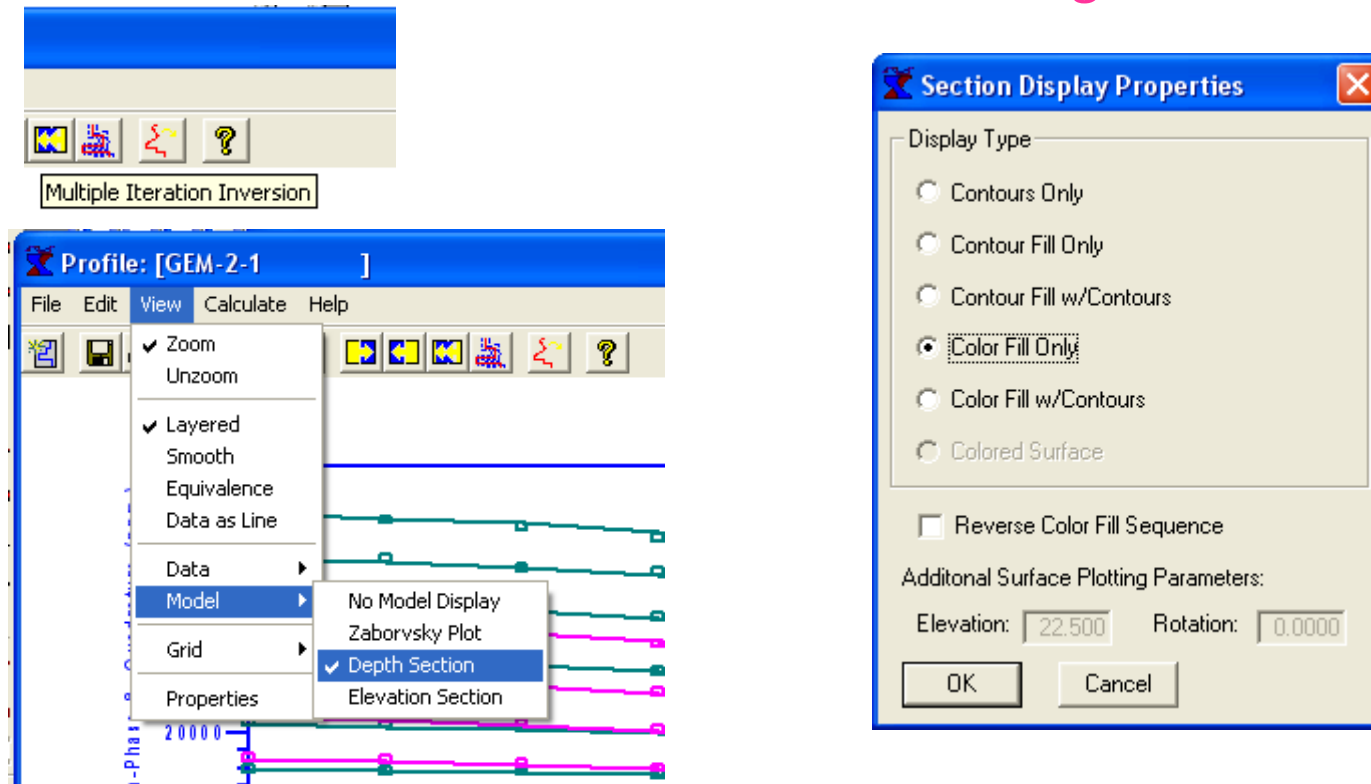 Multiple Iteration Inversion
Profile: [GEM-2-1 ]
File Edit View Calculate Help
Zoom
Unzoom
Layered
Smooth
Equivalence
Data as Line
Data
Model
Grid
Properties
No Model Display
Zaborvsky Plot
Depth Section
Elevation Section
20000
Section Display Properties
Display Type
Contours Only
Contour Fill Only
Contour Fill w/Contours
Color Fill Only
Color Fill w/Contours
Colored Surface
Reverse Color Fill Sequence
Additonal Surface Plotting Parameters:
Elevation: 22.500 Rotation: 0.0000
OK Cancel